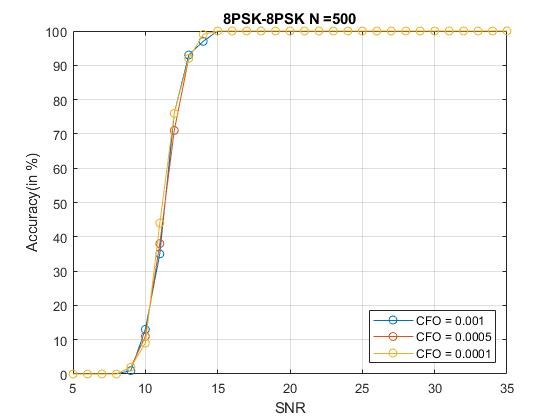 8PSK-8PSK N =500
100
90
80
70
60
50
40
30
20
10
0
Accuracy(in %)
5 10 15 20 25 30 35
SNR
CFO = 0.001
CFO = 0.0005
CFO = 0.0001